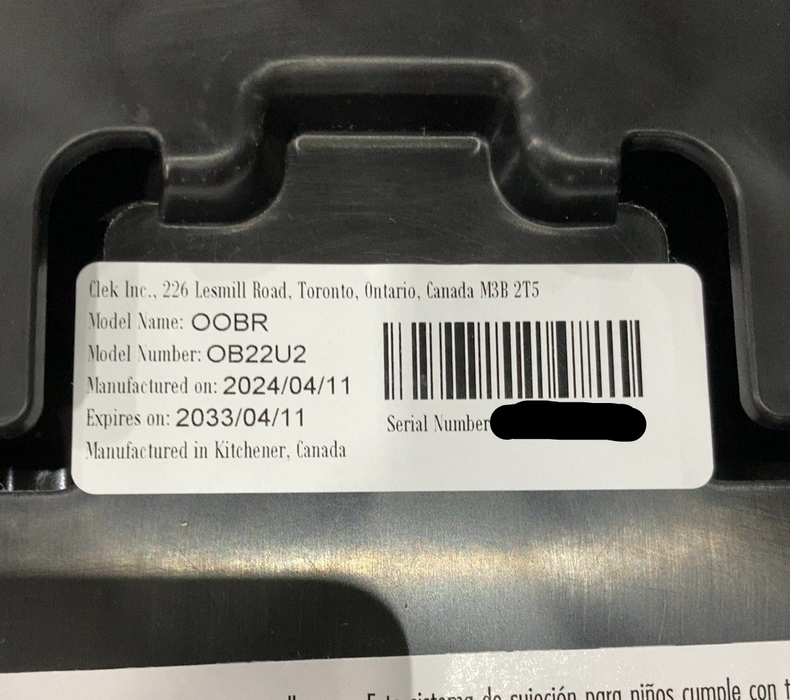 Clek Inc., 226 Lesmill Road, Toronto, Ontario, Canada M3B 2T5
Model Name: OOBR
Model Number: OB22U2
Manufactured on: 2024/04/11
Expires on: 2033/04/11
Manufactured in Kitchener, Canada
Serial Number
sistema de sujeción para niños cumple con